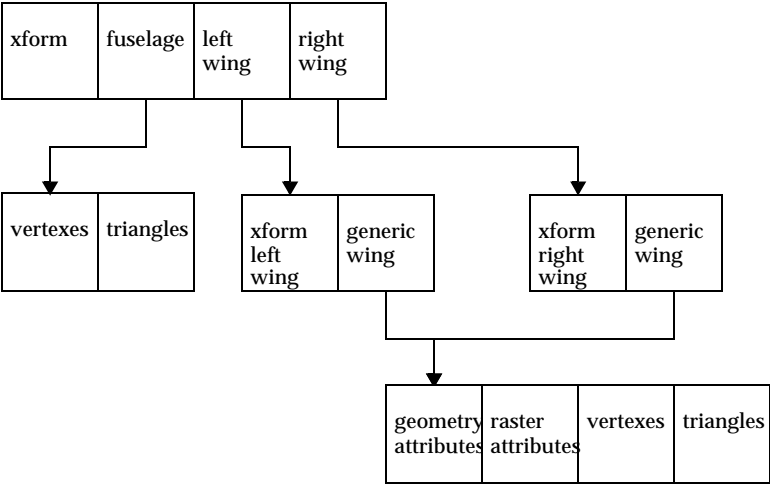 xform
fuselage
left
wing
right
wing
vertexes
triangles
xform
left
wing
generic
wing
xform
right
wing
generic
wing
geometry
attributes
raster
attributes
vertexes
triangles